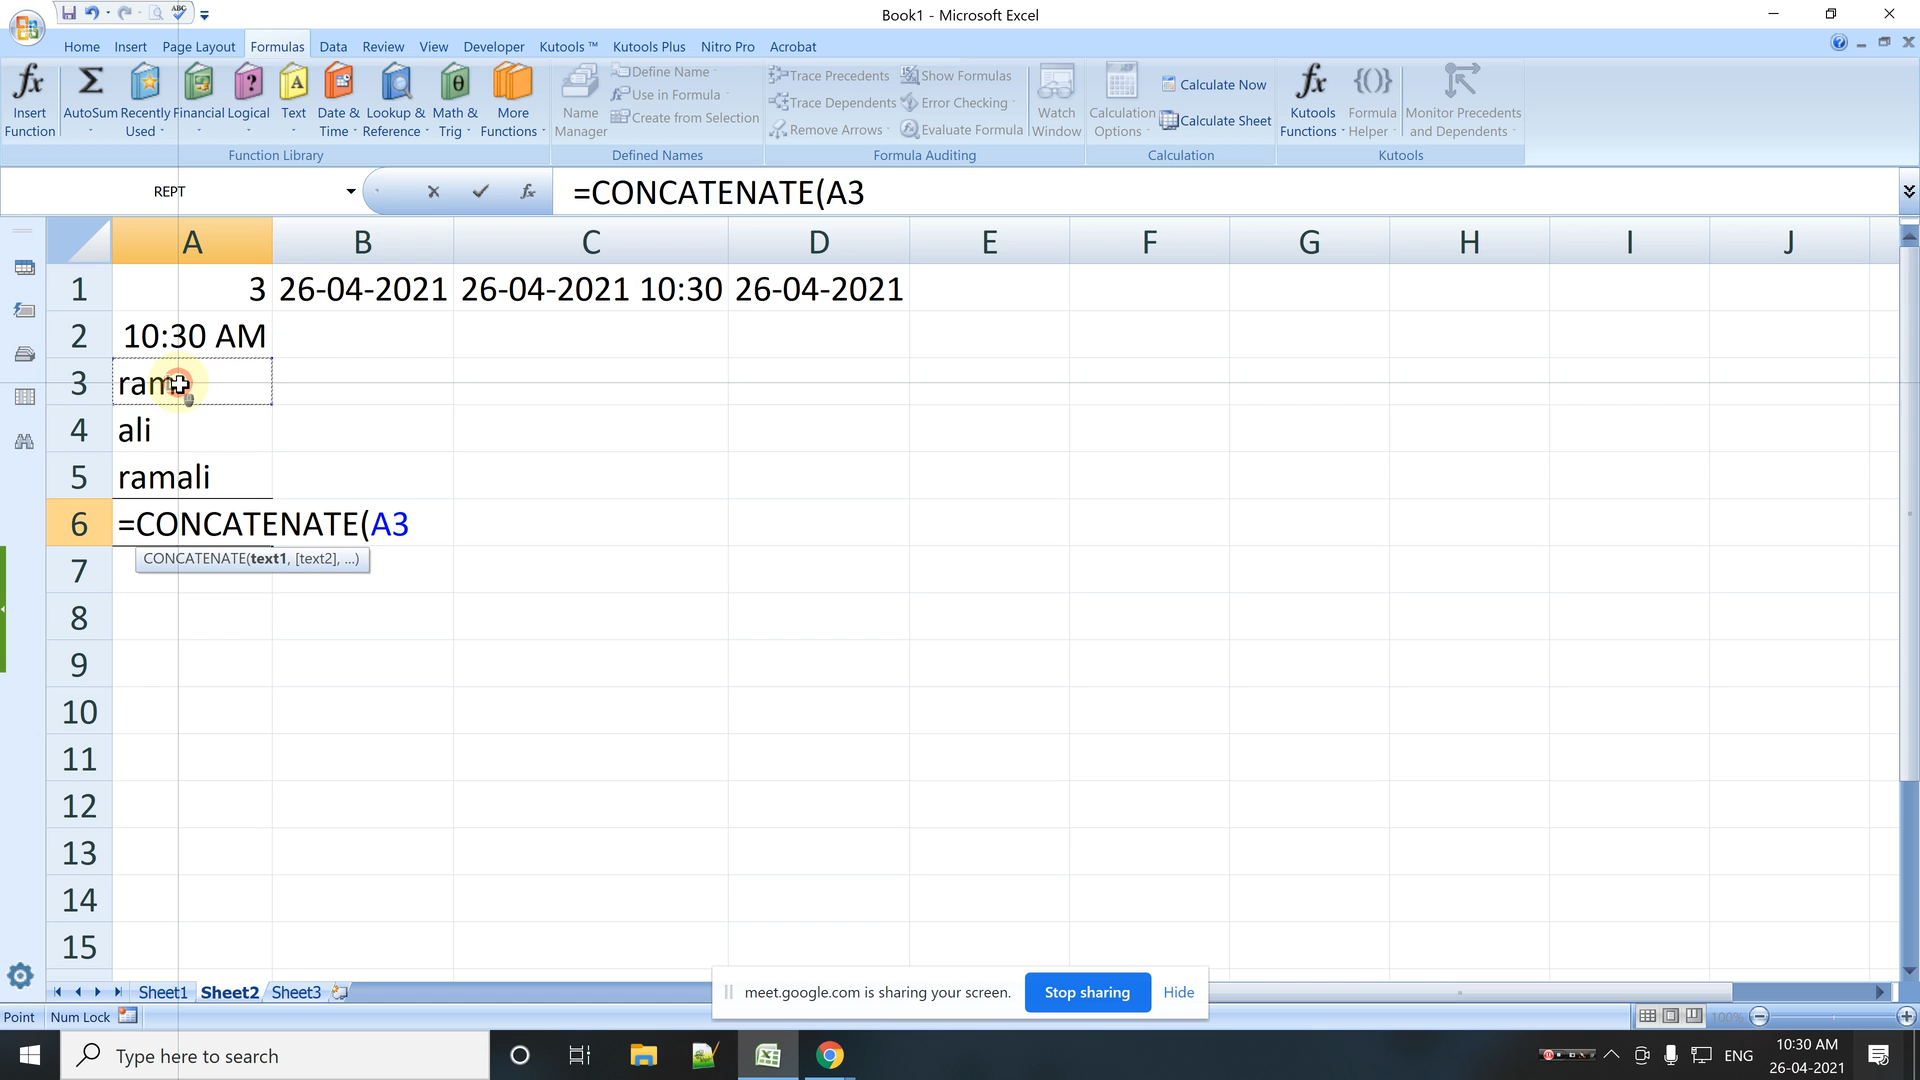 Book1 - Microsoft Excel
Home Insert Page Layout Formulas Data Review View Developer Kutools ™ Kutools Plus Nitro Pro Acrobat
Insert Function
AutoSum
Recently Used
Financial
Logical
Text
Date & Time
Lookup & Reference
Math & Trig
More Functions
Function Library
Name Manager
Define Name
Use in Formula
Create from Selection
Defined Names
Trace Precedents
Trace Dependents
Remove Arrows
Show Formulas
Error Checking
Evaluate Formula
Formula Auditing
Watch Window
Calculation Options
Calculate Now
Calculate Sheet
Calculation
Kutools Functions
Formula Helper
Monitor Precedents and Dependents
Kutools
REPT
=CONCATENATE(A3
A B C D E F G H I J
1 3 26-04-2021 26-04-2021 10:30 26-04-2021
2 10:30 AM
3 ram
4 ali
5 ramali
6 =CONCATENATE(A3
CONCATENATE(text1, [text2], ...)
7
8
9
10
11
12
13
14
15
Sheet1 Sheet2 Sheet3
meet.google.com is sharing your screen. Stop sharing Hide
Point Num Lock 100%
Type here to search
ENG
10:30 AM
26-04-2021